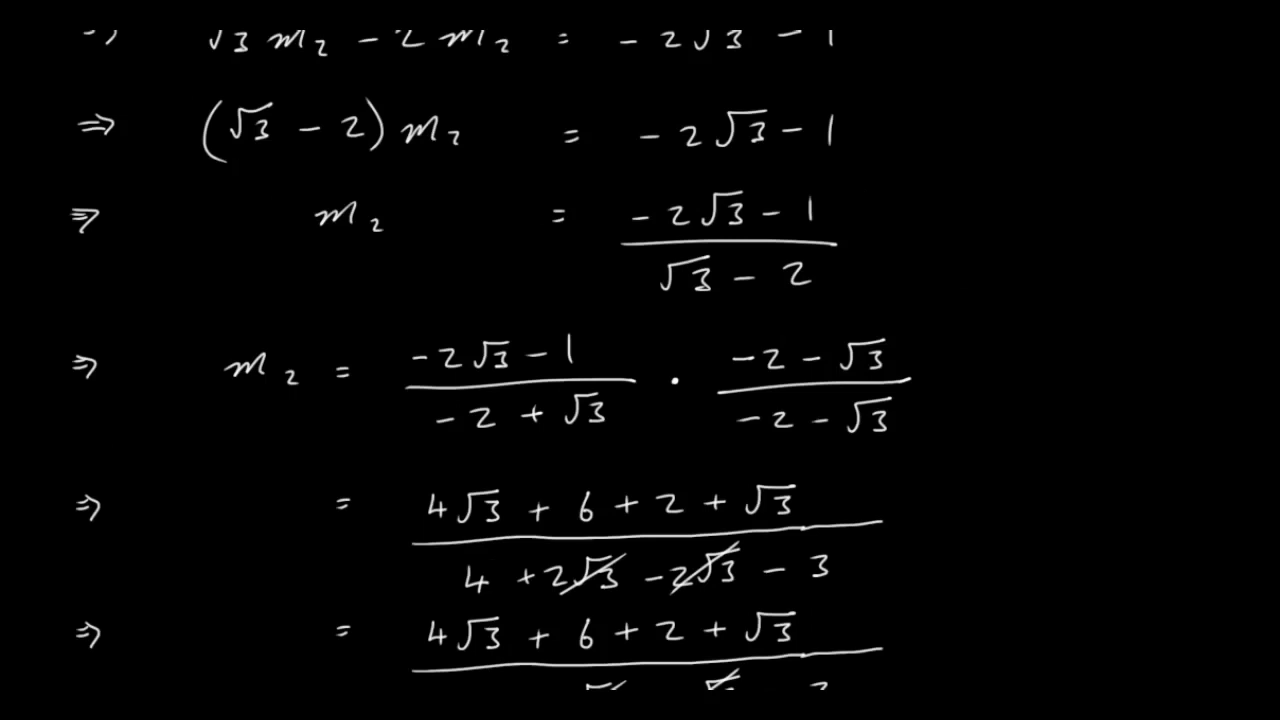 ⇒ √3 m₂ - 2 m₂ = - 2√3 - 1
⇒ (√3 - 2) m₂ = - 2√3 - 1
⇒ m₂ = (- 2√3 - 1) / (√3 - 2)
⇒ m₂ = (-2√3 - 1) / (-2 + √3) · (-2 - √3) / (-2 - √3)
⇒ = (4√3 + 6 + 2 + √3) / (4 + 2√3 - 2√3 - 3)
⇒ = 4√3 + 6 + 2 + √3